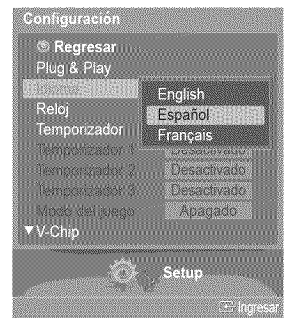 Configuración
Regresar
Plug & Play
Idioma
English
Español
Français
Reloj
Temporizador
Temporizador 1 Desactivado
Temporizador 2 Desactivado
Temporizador 3 Desactivado
Modo del juego Apagado
▼V-Chip
Setup
Ingresar